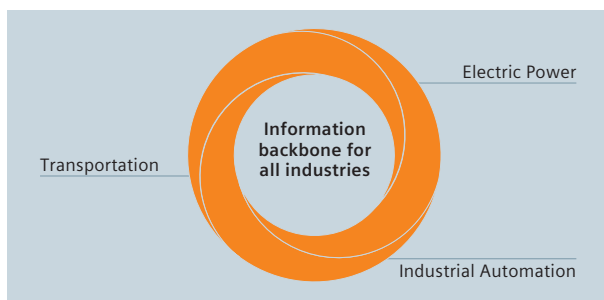 Electric Power
Information
backbone for
all industries
Transportation
Industrial Automation